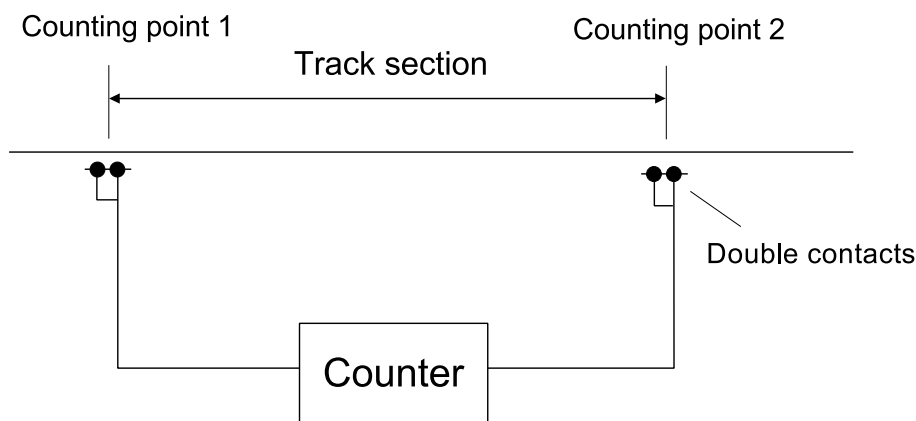 Counting point 1
Counting point 2
Track section
Double contacts
Counter